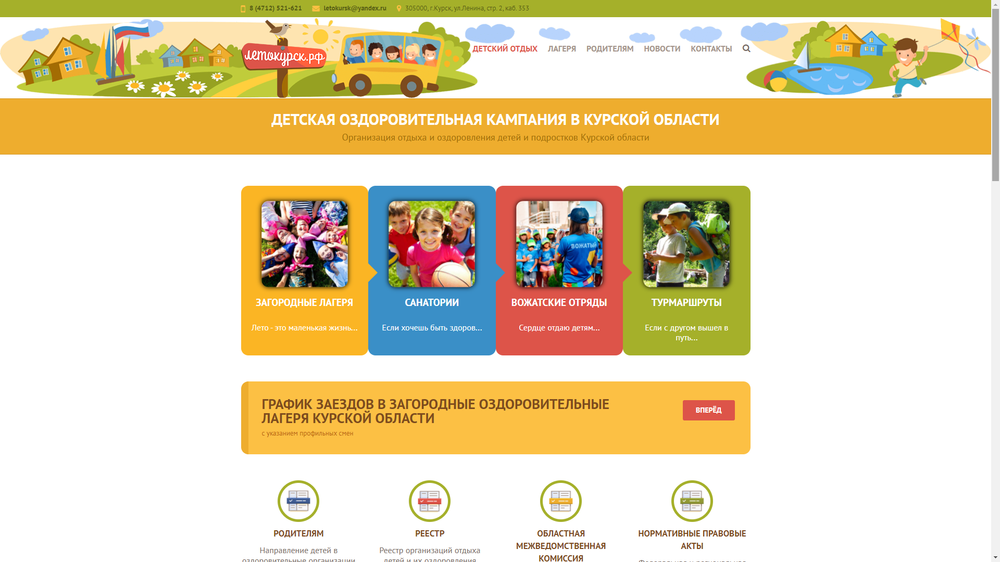 8 (4712) 521-621 letokursk@yandex.ru 305000, г.Курск, ул.Ленина, стр. 2, каб. 353
летокурск.рф
ДЕТСКИЙ ОТДЫХ ЛАГЕРЯ РОДИТЕЛЯМ НОВОСТИ КОНТАКТЫ
ДЕТСКАЯ ОЗДОРОВИТЕЛЬНАЯ КАМПАНИЯ В КУРСКОЙ ОБЛАСТИ
Организация отдыха и оздоровления детей и подростков Курской области
ЗАГОРОДНЫЕ ЛАГЕРЯ
Лето - это маленькая жизнь...
САНАТОРИИ
Если хочешь быть здоров...
ВОЖАТЫЙ
ВОЖАТСКИЕ ОТРЯДЫ
Сердце отдаю детям...
ТУРМАРШРУТЫ
Если с другом вышел в
путь...
ГРАФИК ЗАЕЗДОВ В ЗАГОРОДНЫЕ ОЗДОРОВИТЕЛЬНЫЕ
ЛАГЕРЯ КУРСКОЙ ОБЛАСТИ
с указанием профильных смен
ВПЕРЁД
РОДИТЕЛЯМ
Направление детей в
оздоровительные организации
РЕЕСТР
Реестр организаций отдыха
детей и их оздоровления
ОБЛАСТНАЯ
МЕЖВЕДОМСТВЕННАЯ
КОМИССИЯ
НОРМАТИВНЫЕ ПРАВОВЫЕ
АКТЫ